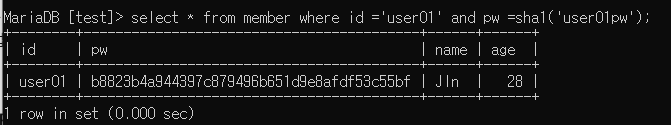 MariaDB [test]> select * from member where id ='user01' and pw =sha1('user01pw');
+--------+------------------------------------------+------+------+
| id     | pw                                       | name | age  |
+--------+------------------------------------------+------+------+
| user01 | b8823b4a944397c879496b651d9e8afdf53c55bf | JIn  |   28 |
+--------+------------------------------------------+------+------+
1 row in set (0.000 sec)